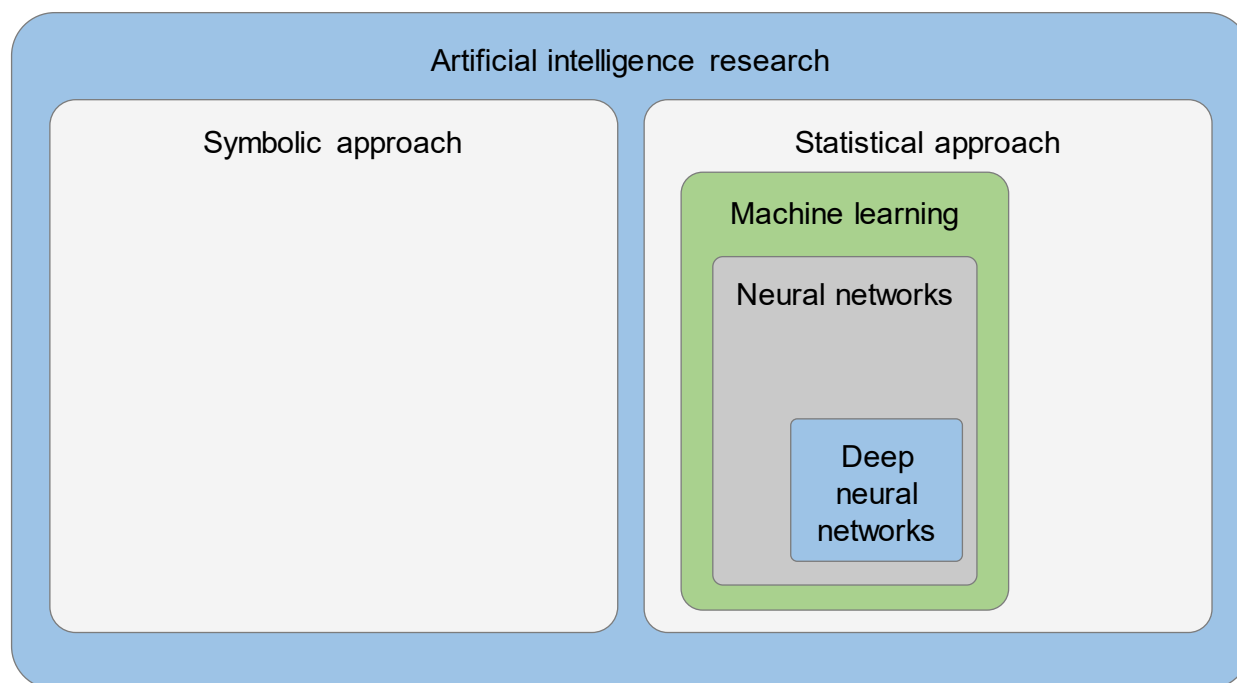 Artificial intelligence research
Symbolic approach
Statistical approach
Machine learning
Neural networks
Deep
neural
networks